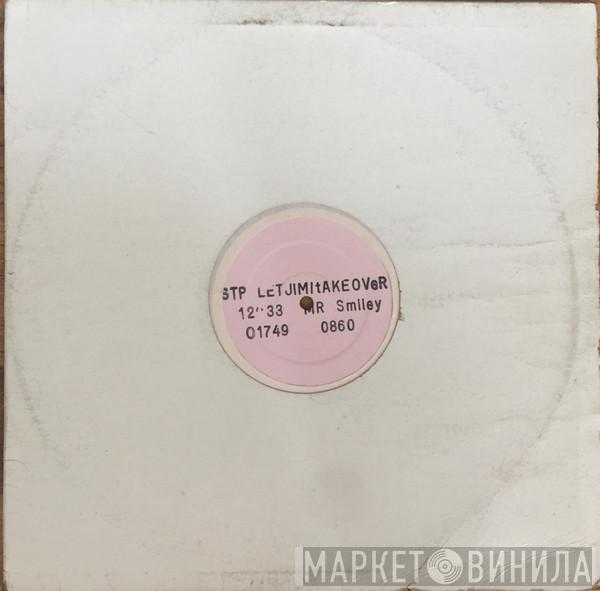 STP LETJIMItAKEOVeR
12"33 MR Smiley
01749 0860
МАРКЕТ ВИНИЛА